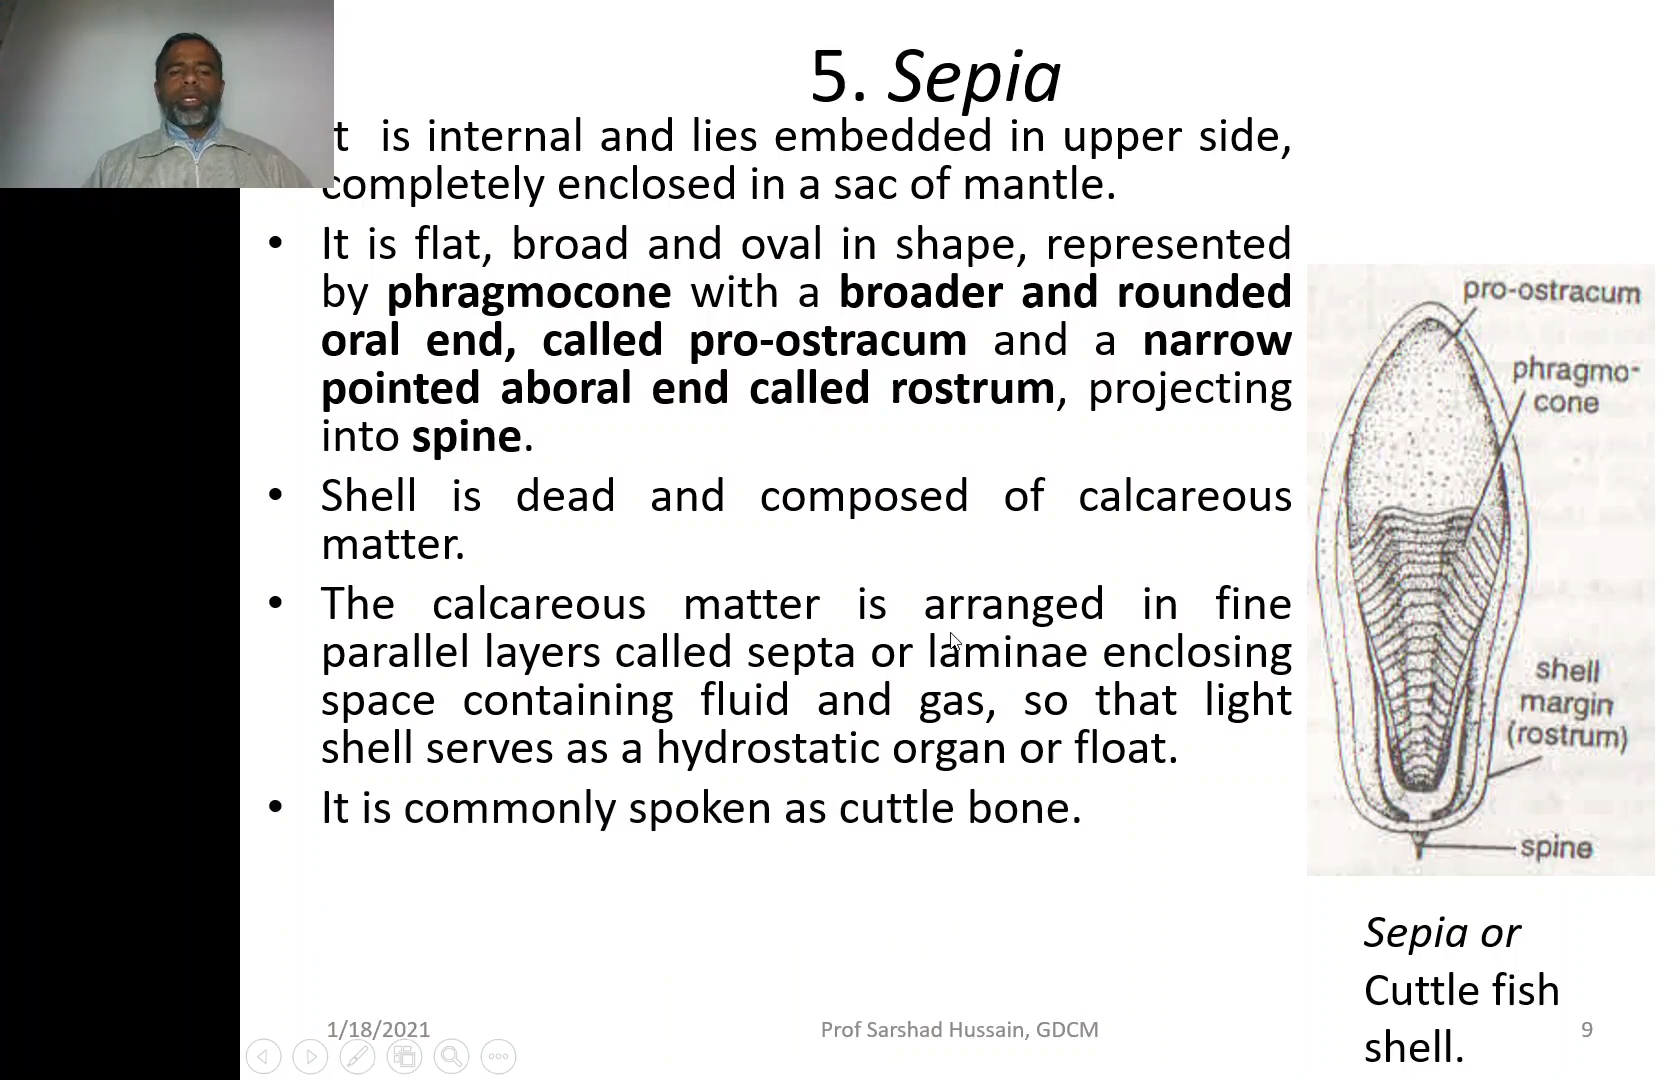 5. Sepia
t is internal and lies embedded in upper side,
completely enclosed in a sac of mantle.
• It is flat, broad and oval in shape, represented
by phragmocone with a broader and rounded
oral end, called pro-ostracum and a narrow
pointed aboral end called rostrum, projecting
into spine.
• Shell is dead and composed of calcareous
matter.
• The calcareous matter is arranged in fine
parallel layers called septa or laminae enclosing
space containing fluid and gas, so that light
shell serves as a hydrostatic organ or float.
• It is commonly spoken as cuttle bone.
pro-ostracum
phragmo-
cone
shell
margin
(rostrum)
spine
Sepia or
Cuttle fish
shell.
1/18/2021
Prof Sarshad Hussain, GDCM
9